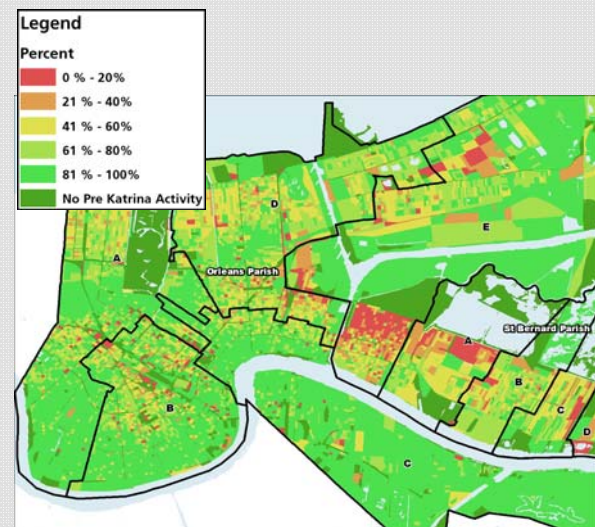 Legend
Percent
0 % - 20%
21 % - 40%
41 % - 60%
61 % - 80%
81 % - 100%
No Pre Katrina Activity
D
E
A
Orleans Parish
St Bernard Parish
A
B
B
C
D
C